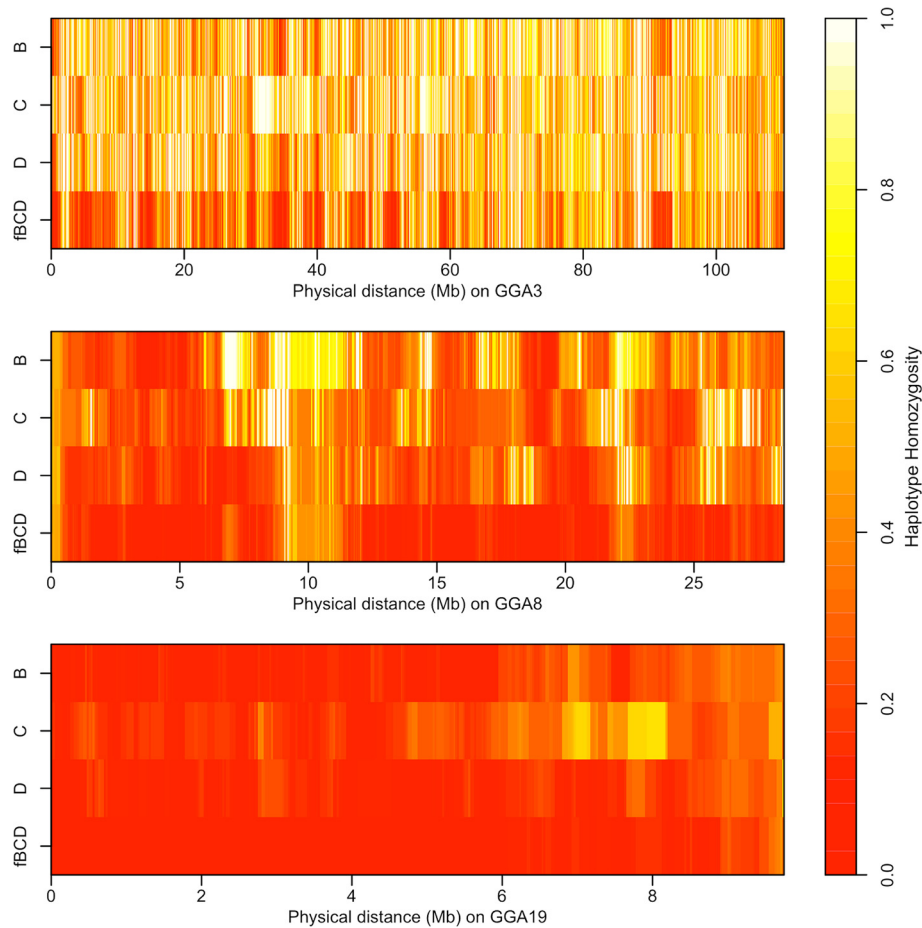 B
C
D
fBCD
0 20 40 60 80 100
Physical distance (Mb) on GGA3
B
C
D
fBCD
0 5 10 15 20 25
Physical distance (Mb) on GGA8
B
C
D
fBCD
0 2 4 6 8
Physical distance (Mb) on GGA19
1.0
0.8
0.6
0.4
0.2
0.0
Haplotype Homozygosity